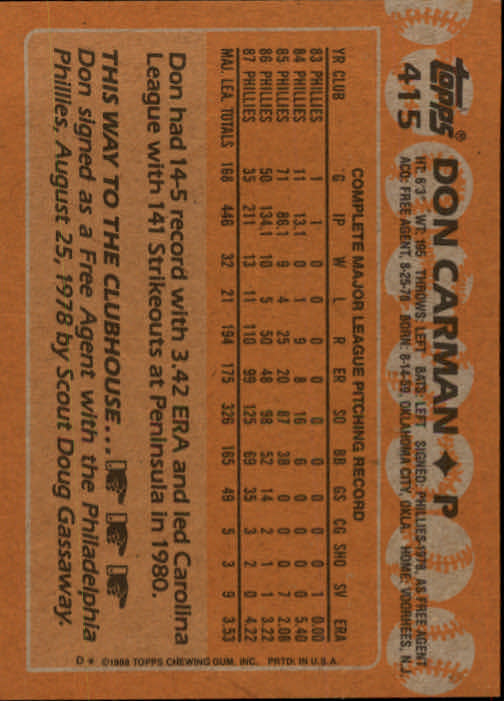 topps®
415
DON CARMAN ♦ P
HT: 6'3" WT: 195 THROWS: LEFT BATS: LEFT SIGNED: PHILLIES-1978, AS FREE AGENT
ACQ: FREE AGENT, 8-25-78 BORN: 8-14-59, OKLAHOMA CITY, OKLA. HOME: VOORHEES, N.J.
COMPLETE MAJOR LEAGUE PITCHING RECORD
YR CLUB G IP W L R ER SO BB GS CG SHO SV ERA
83 PHILLIES 1 1 0 0 0 0 0 0 0 0 0 1 0.00
84 PHILLIES 11 13.1 0 1 9 8 16 6 0 0 0 0 5.40
85 PHILLIES 71 86.1 9 4 25 20 87 38 0 0 0 7 2.08
86 PHILLIES 50 134.1 10 5 50 48 98 52 14 2 1 1 3.22
87 PHILLIES 35 211 13 11 110 99 125 69 35 3 2 0 4.22
MAJ. LEA. TOTALS 168 446 32 21 194 175 326 165 49 5 3 9 3.53
Don had 14-5 record with 3.42 ERA and led Carolina
League with 141 Strikeouts at Peninsula in 1980.
THIS WAY TO THE CLUBHOUSE...
Don signed as a Free Agent with the Philadelphia
Phillies, August 25, 1978 by Scout Doug Gassaway.
D* ©1988 TOPPS CHEWING GUM, INC. PRTD. IN U.S.A.